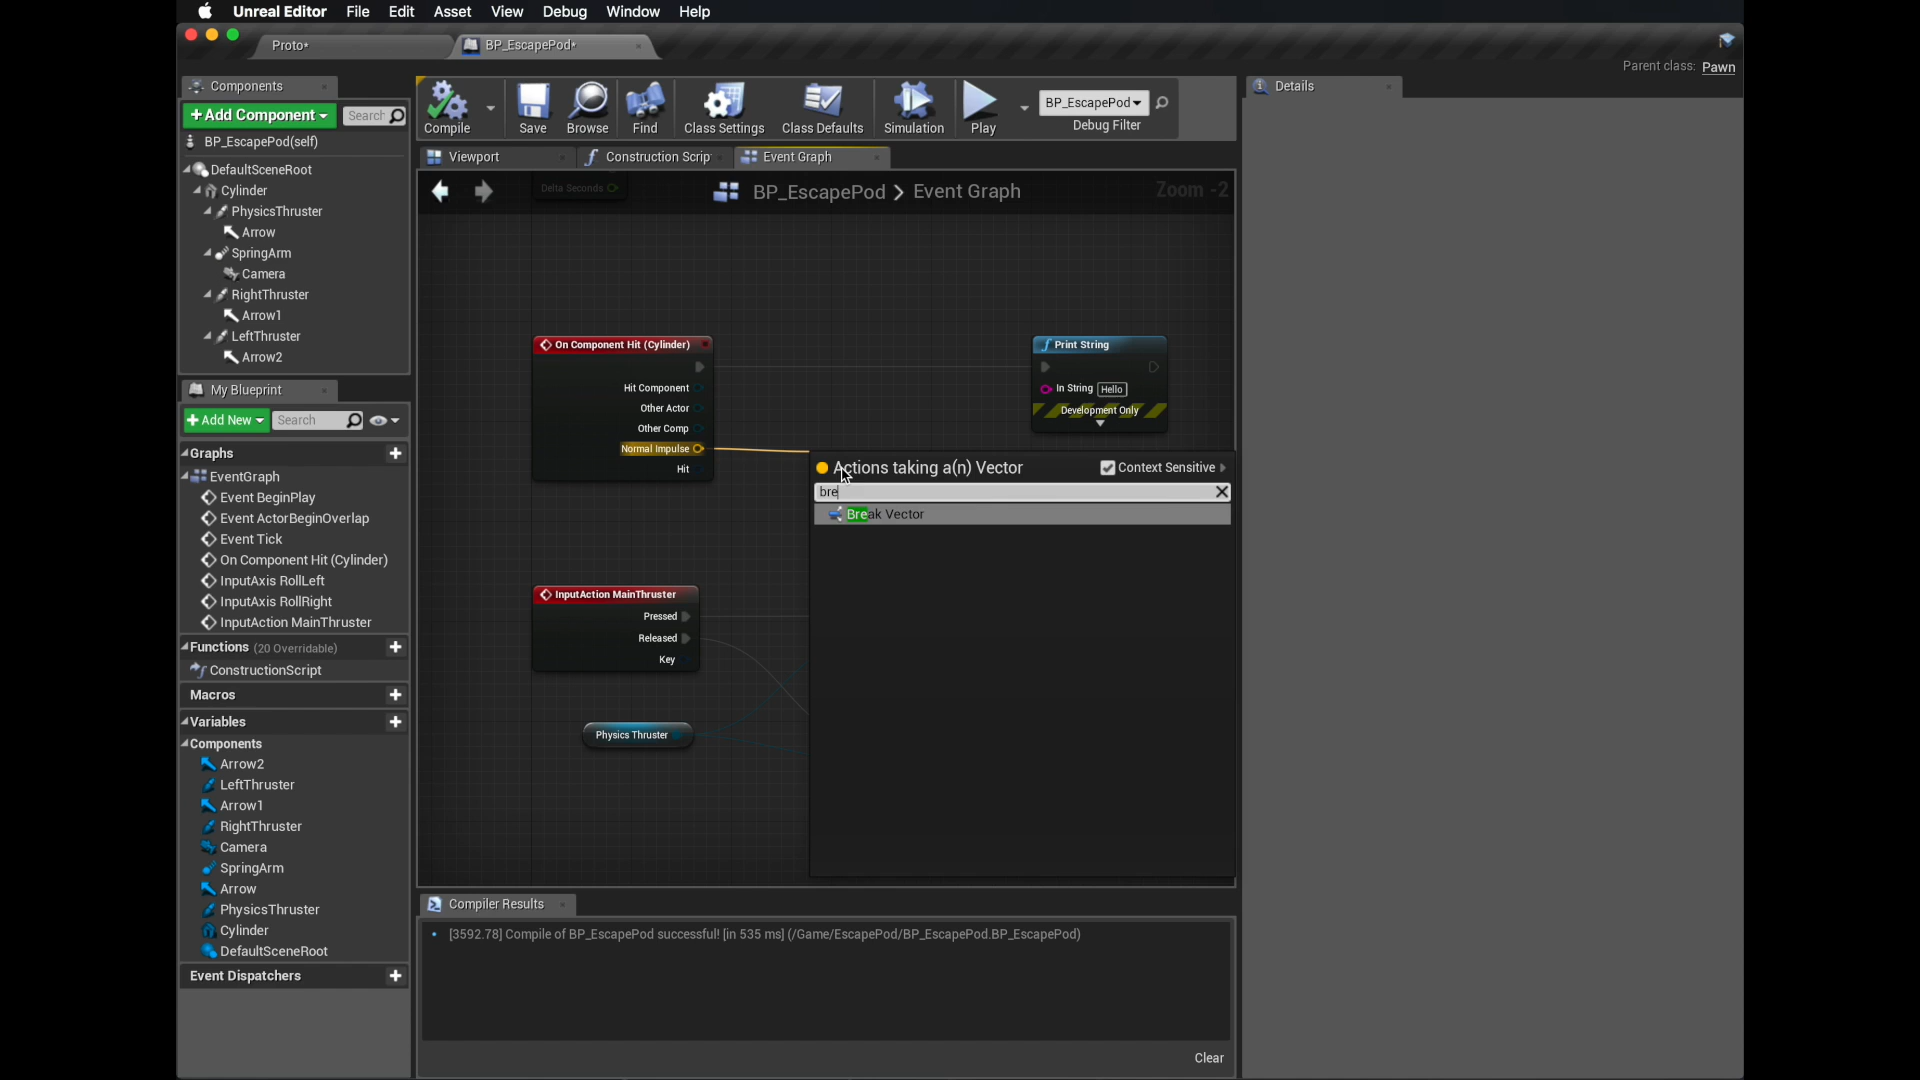 Unreal Editor File Edit Asset View Debug Window Help
Proto*
BP_EscapePod*
Parent class: Pawn
Components
+Add Component
Search
BP_EscapePod(self)
DefaultSceneRoot
Cylinder
PhysicsThruster
Arrow
SpringArm
Camera
RightThruster
Arrow1
LeftThruster
Arrow2
My Blueprint
+Add New
Search
Graphs
EventGraph
Event BeginPlay
Event ActorBeginOverlap
Event Tick
On Component Hit (Cylinder)
InputAxis RollLeft
InputAxis RollRight
InputAction MainThruster
Functions (20 Overridable)
ConstructionScript
Macros
Variables
Components
Arrow2
LeftThruster
Arrow1
RightThruster
Camera
SpringArm
Arrow
PhysicsThruster
Cylinder
DefaultSceneRoot
Event Dispatchers
Compile
Save
Browse
Find
Class Settings
Class Defaults
Simulation
Play
BP_EscapePod
Debug Filter
Viewport
Construction Scrip
Event Graph
Delta Seconds
BP_EscapePod > Event Graph
Zoom -2
On Component Hit (Cylinder)
Hit Component
Other Actor
Other Comp
Normal Impulse
Hit
Print String
In String Hello
Development Only
Actions taking a(n) Vector
Context Sensitive
bre
Break Vector
InputAction MainThruster
Pressed
Released
Key
Physics Thruster
Compiler Results
[3592.78] Compile of BP_EscapePod successful! [in 535 ms] (/Game/EscapePod/BP_EscapePod.BP_EscapePod)
Clear
Details